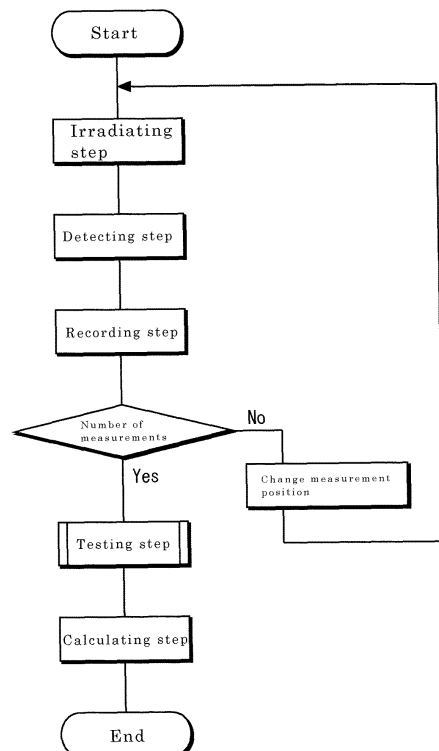 Start
Irradiating
step
Detecting step
Recording step
Number of
measurements
No
Yes
Change measurement
position
Testing step
Calculating step
End